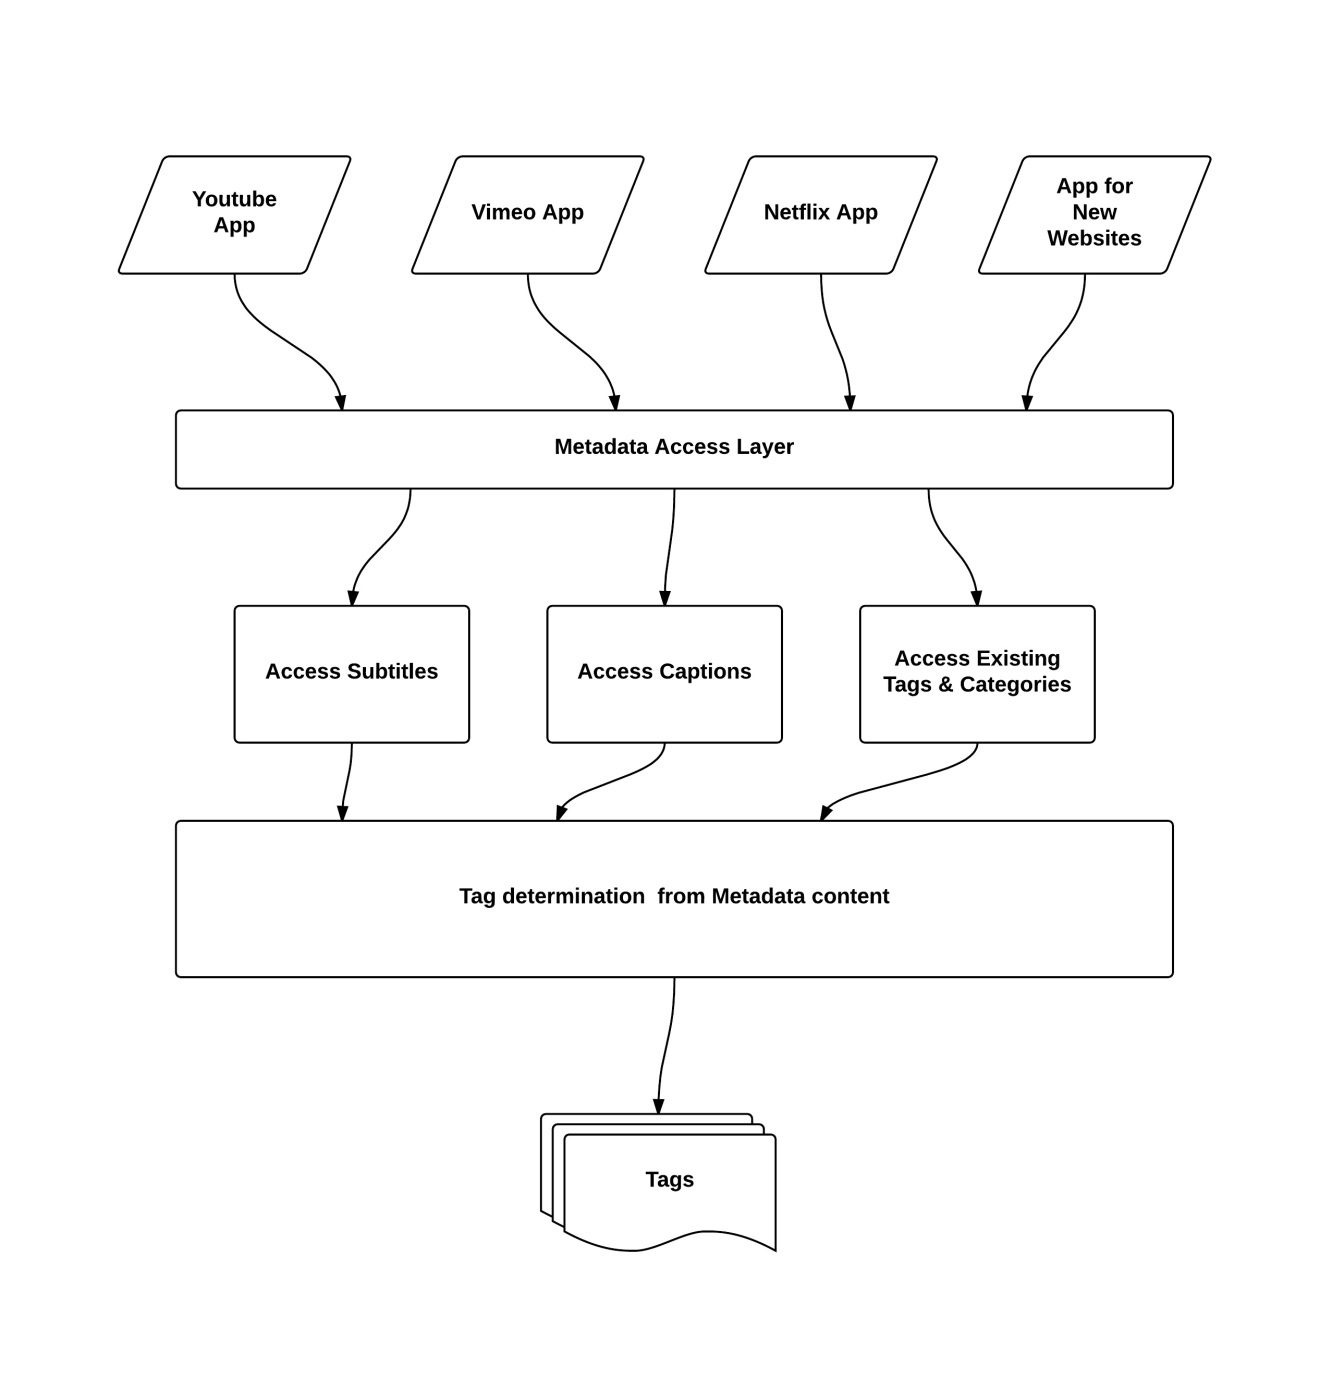 Youtube
App
Vimeo App
Netflix App
App for
New
Websites
Metadata Access Layer
Access Subtitles
Access Captions
Access Existing
Tags & Categories
Tag determination  from Metadata content
Tags